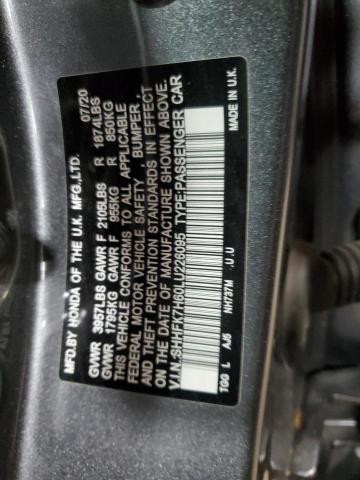 MFD.BY HONDA OF THE U.K. MFG.,LTD. 07/20
GVWR 3957LBS GAWR F 2105LBS R 1874LBS
GVWR 1795KG GAWR F 955KG R 850KG
THIS VEHICLE CONFORMS TO ALL APPLICABLE
FEDERAL MOTOR VEHICLE SAFETY, BUMPER,
AND THEFT PREVENTION STANDARDS IN EFFECT
ON THE DATE OF MANUFACTURE SHOWN ABOVE.
V.I.N.:SHHFK7H60LU226095 TYPE:PASSENGER CAR
TGG L AJ5 NH737M U.U MADE IN U.K.